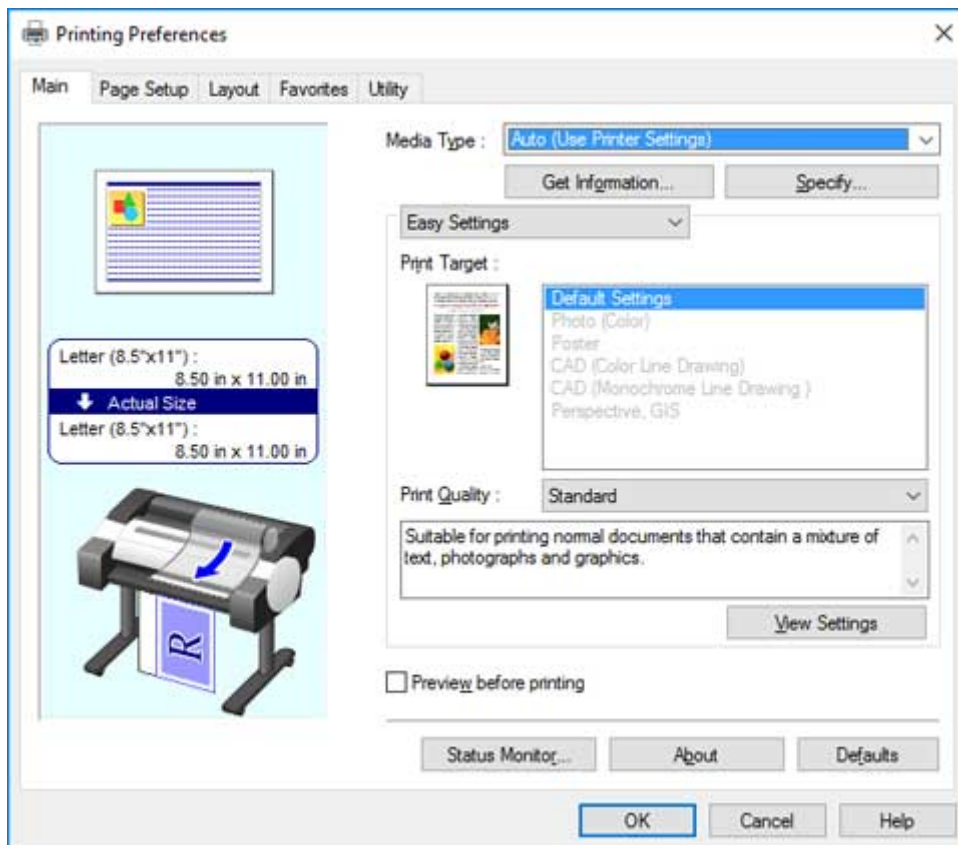 Printing Preferences
Main
Page Setup
Layout
Favorites
Utility
Media Type :
Auto (Use Printer Settings)
Get Information...
Specify...
Easy Settings
Print Target :
Default Settings
Photo (Color)
Poster
CAD (Color Line Drawing)
CAD (Monochrome Line Drawing )
Perspective, GIS
Letter (8.5"x11") :
8.50 in x 11.00 in
Actual Size
Letter (8.5"x11") :
8.50 in x 11.00 in
R
Print Quality :
Standard
Suitable for printing normal documents that contain a mixture of
text, photographs and graphics.
View Settings
Preview before printing
Status Monitor...
About
Defaults
OK
Cancel
Help